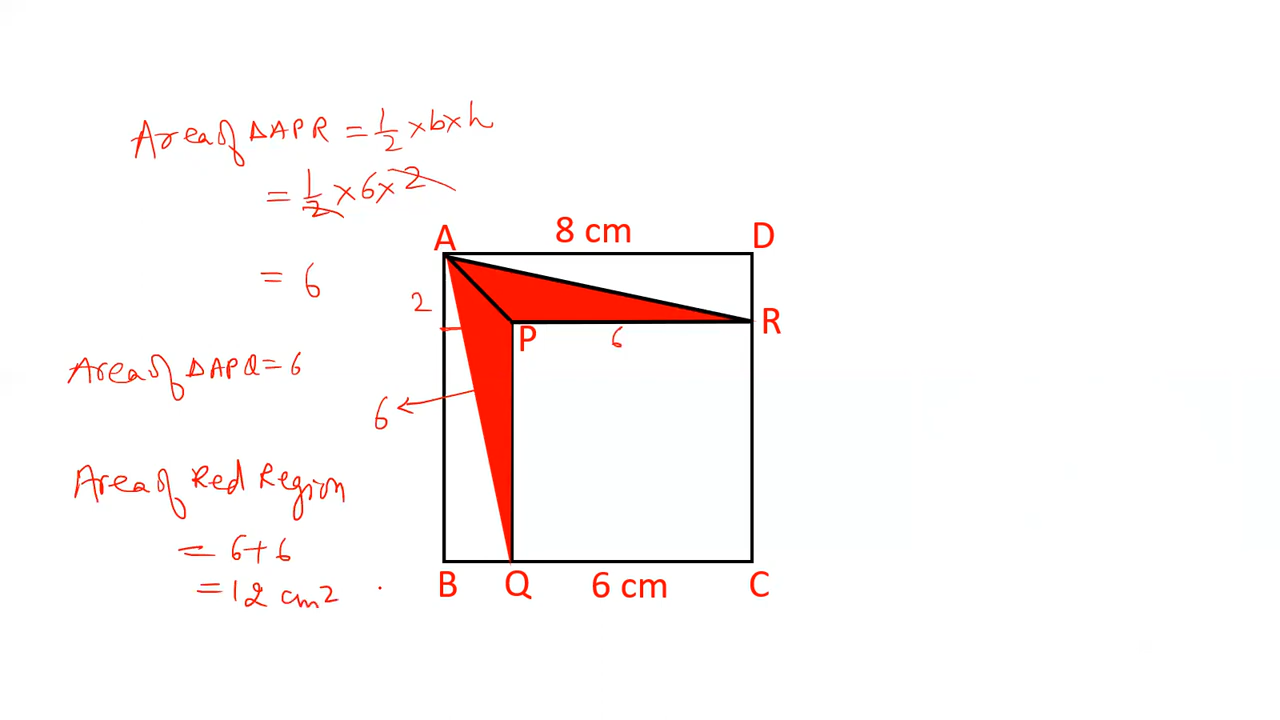 Area of ΔAPR = 1/2 × b × h
= 1/2 × 6 × 2
= 6
Area of ΔAPQ = 6
Area of Red Region
= 6 + 6
= 12 cm2
8 cm
A
D
2
P
6
R
6
B
Q
6 cm
C